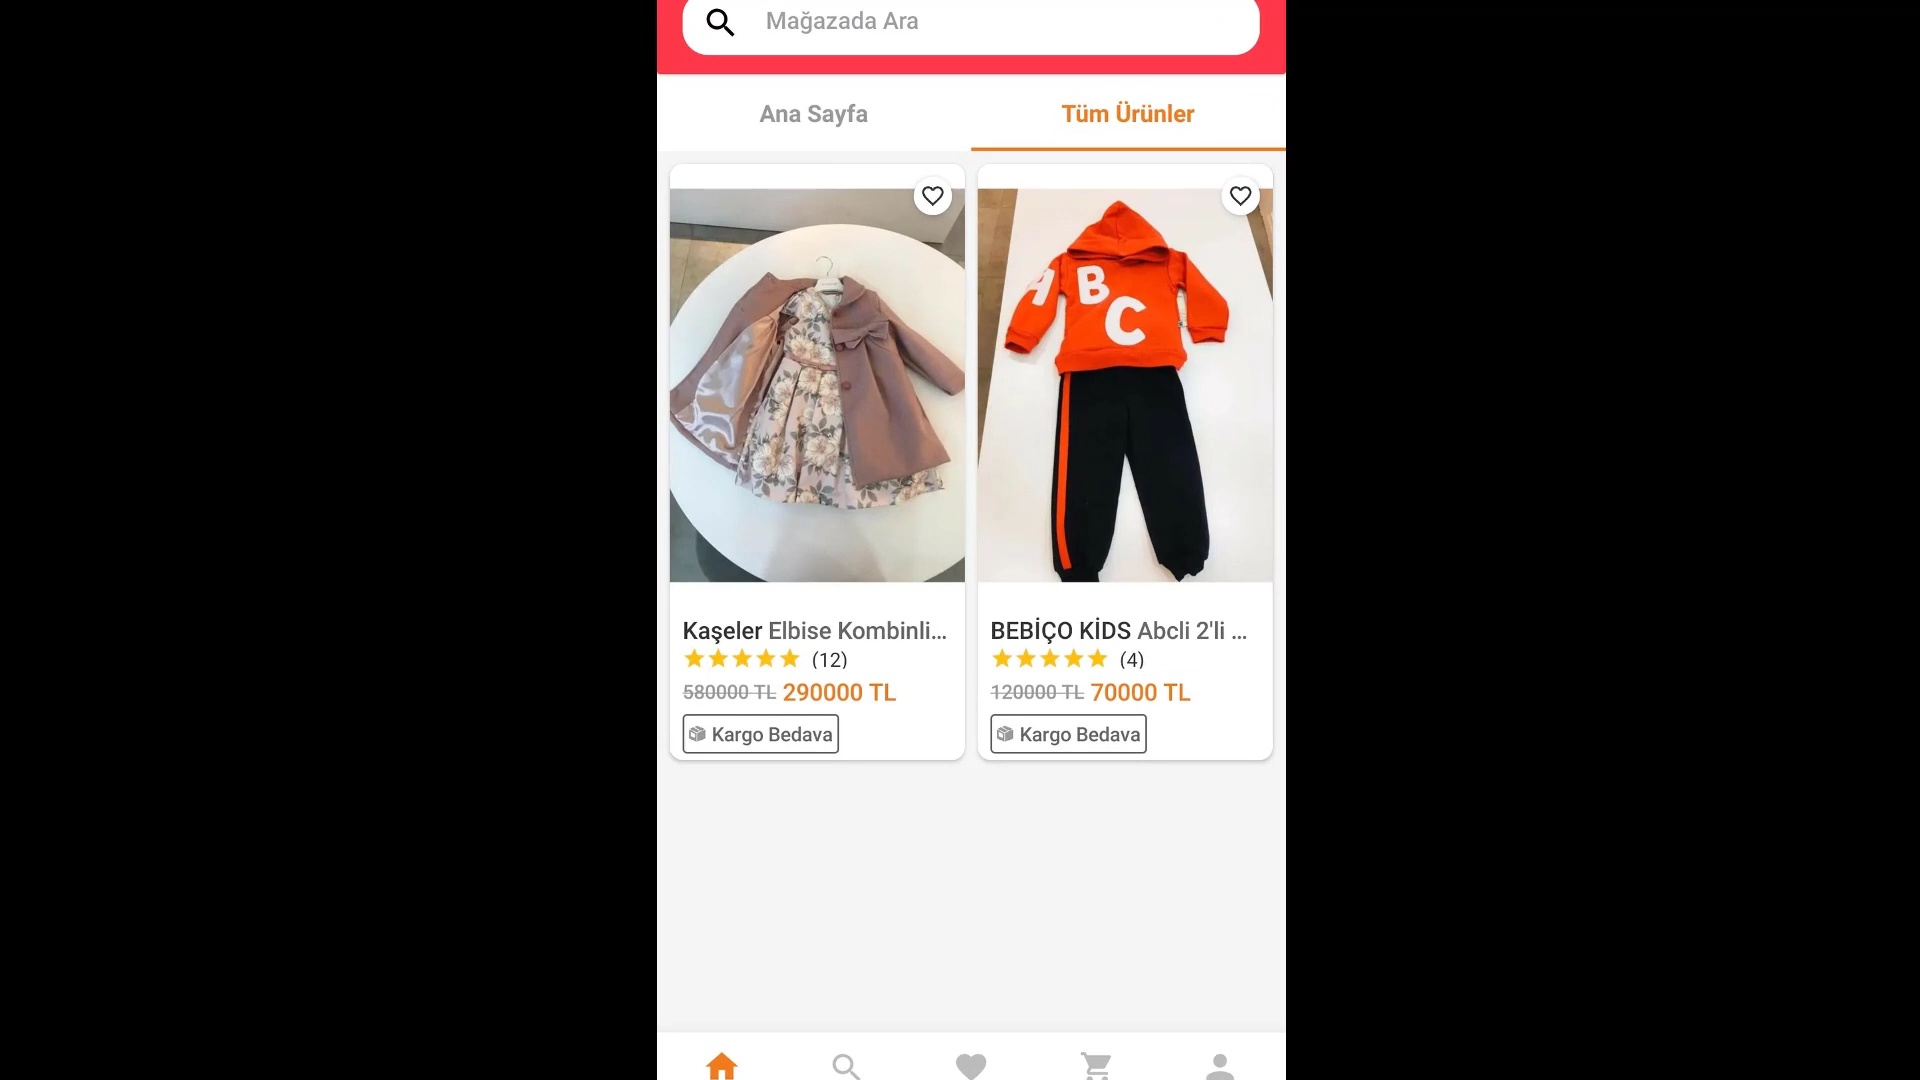 Mağazada Ara
Ana Sayfa
Tüm Ürünler
A B C
Kaşeler Elbise Kombinli...
(12)
580000 TL 290000 TL
Kargo Bedava
BEBİÇO KİDS Abcli 2'li ...
(4)
120000 TL 70000 TL
Kargo Bedava